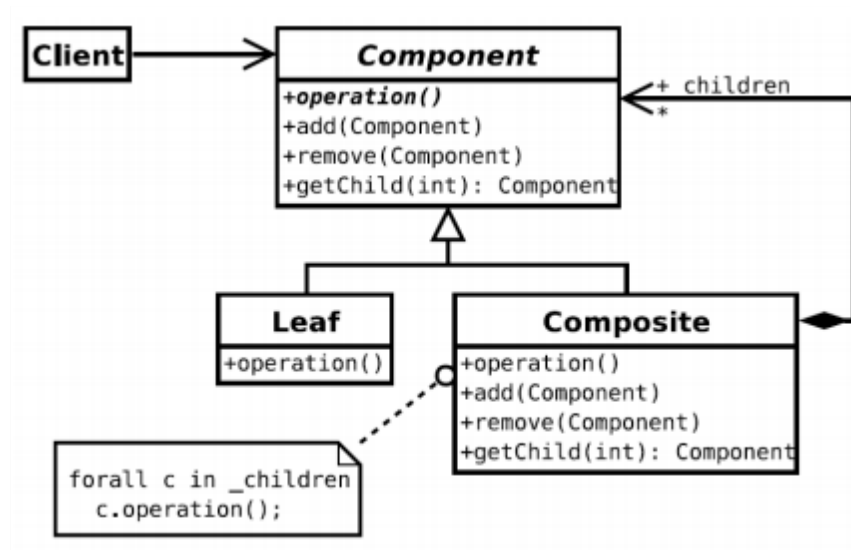 Client
Component
+operation()
+add(Component)
+remove(Component)
+getChild(int): Component
+ children
*
Leaf
+operation()
Composite
+operation()
+add(Component)
+remove(Component)
+getChild(int): Component
forall c in _children
c.operation();